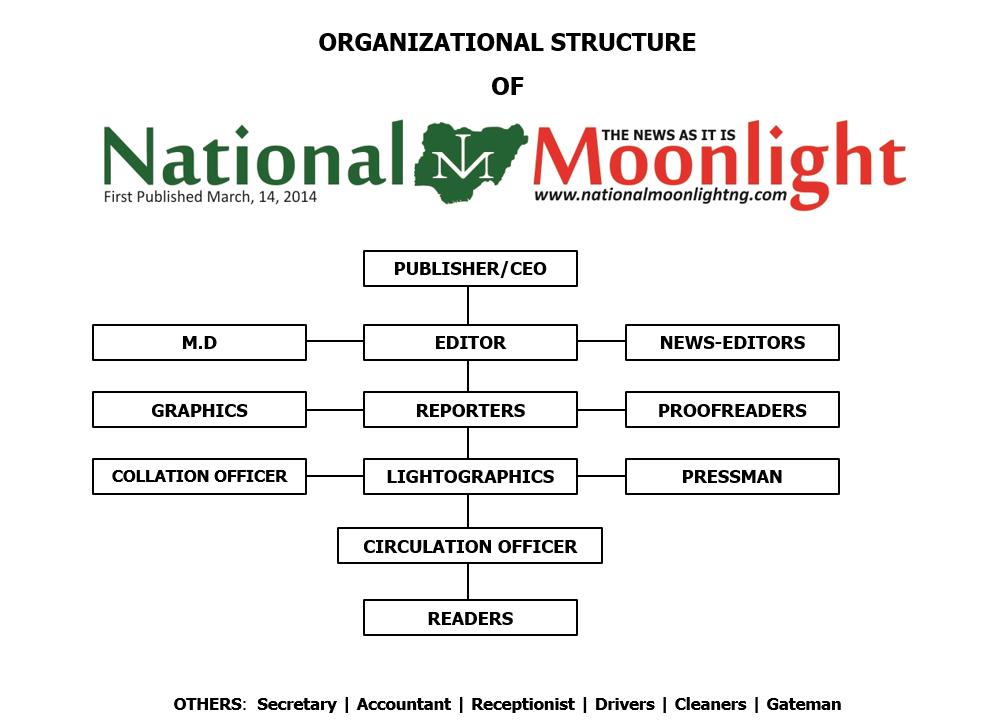 ORGANIZATIONAL STRUCTURE
OF
National NM Moonlight
THE NEWS AS IT IS
First Published March, 14, 2014
www.nationalmoonlightng.com
PUBLISHER/CEO
M.D EDITOR NEWS-EDITORS
GRAPHICS REPORTERS PROOFREADERS
COLLATION OFFICER LIGHTOGRAPHICS PRESSMAN
CIRCULATION OFFICER
READERS
OTHERS: Secretary | Accountant | Receptionist | Drivers | Cleaners | Gateman